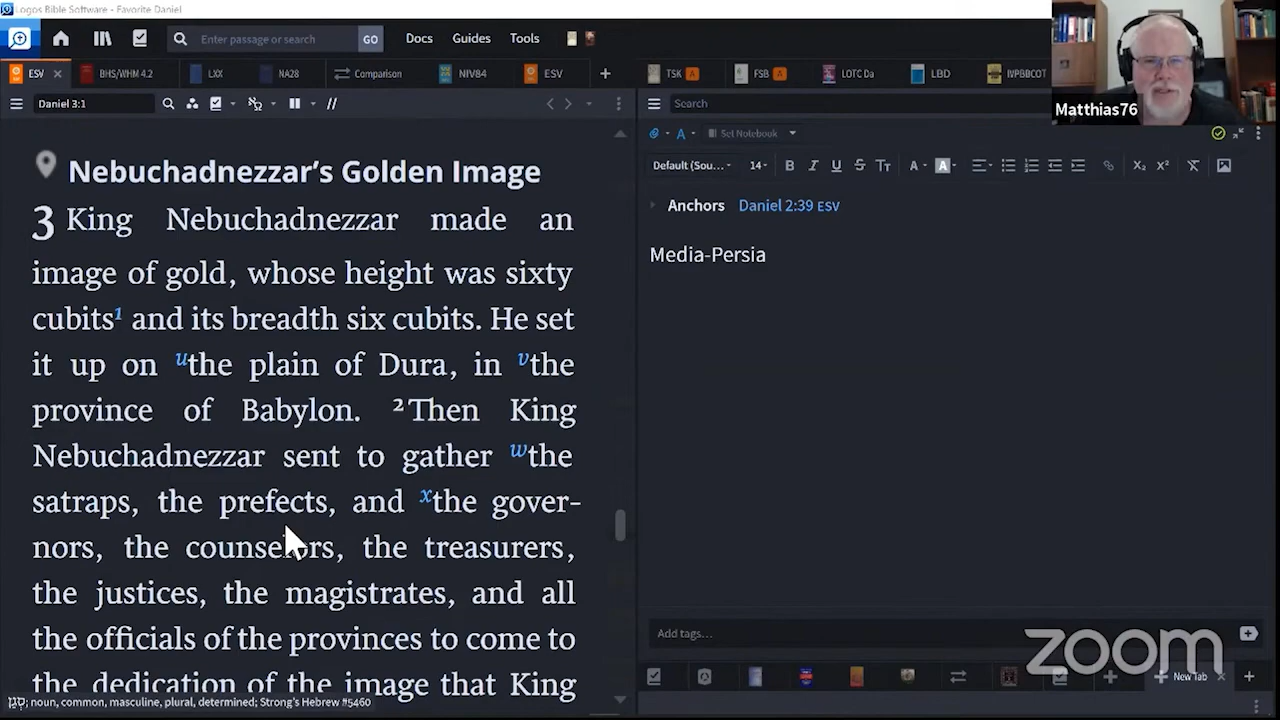 Logos Bible Software - Favorite Daniel
Enter passage or search GO Docs Guides Tools
ESV BHS/WHM 4.2 LXX NA28 Comparison NIV84 ESV TSK A FSB A LOTC Da LBD IVPBBCOT
Daniel 3:1 Search
Matthias76
Set Notebook
Default (Sou... 14 B I U S Tт A A X₂ X²
Nebuchadnezzar's Golden Image
3 King Nebuchadnezzar made an
image of gold, whose height was sixty
cubits¹ and its breadth six cubits. He set
it up on ᵘthe plain of Dura, in ᵛthe
province of Babylon. ²Then King
Nebuchadnezzar sent to gather ʷthe
satraps, the prefects, and ˣthe gover-
nors, the counselors, the treasurers,
the justices, the magistrates, and all
the officials of the provinces to come to
the dedication of the image that King
noun, common, masculine, plural, determined; Strong's Hebrew #5460
Anchors Daniel 2:39 ESV
Media-Persia
Add tags...
zoom
New Tab